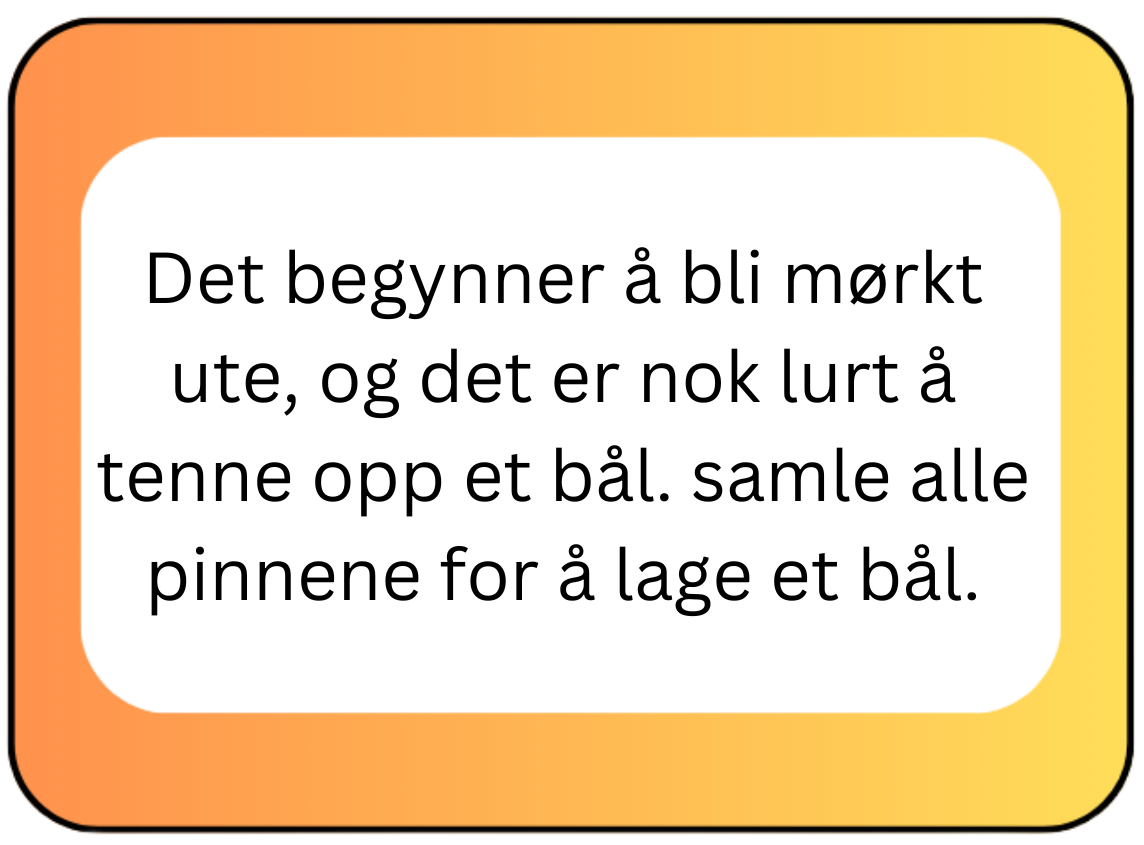 Det begynner å bli mørkt
ute, og det er nok lurt å
tenne opp et bål. samle alle
pinnene for å lage et bål.